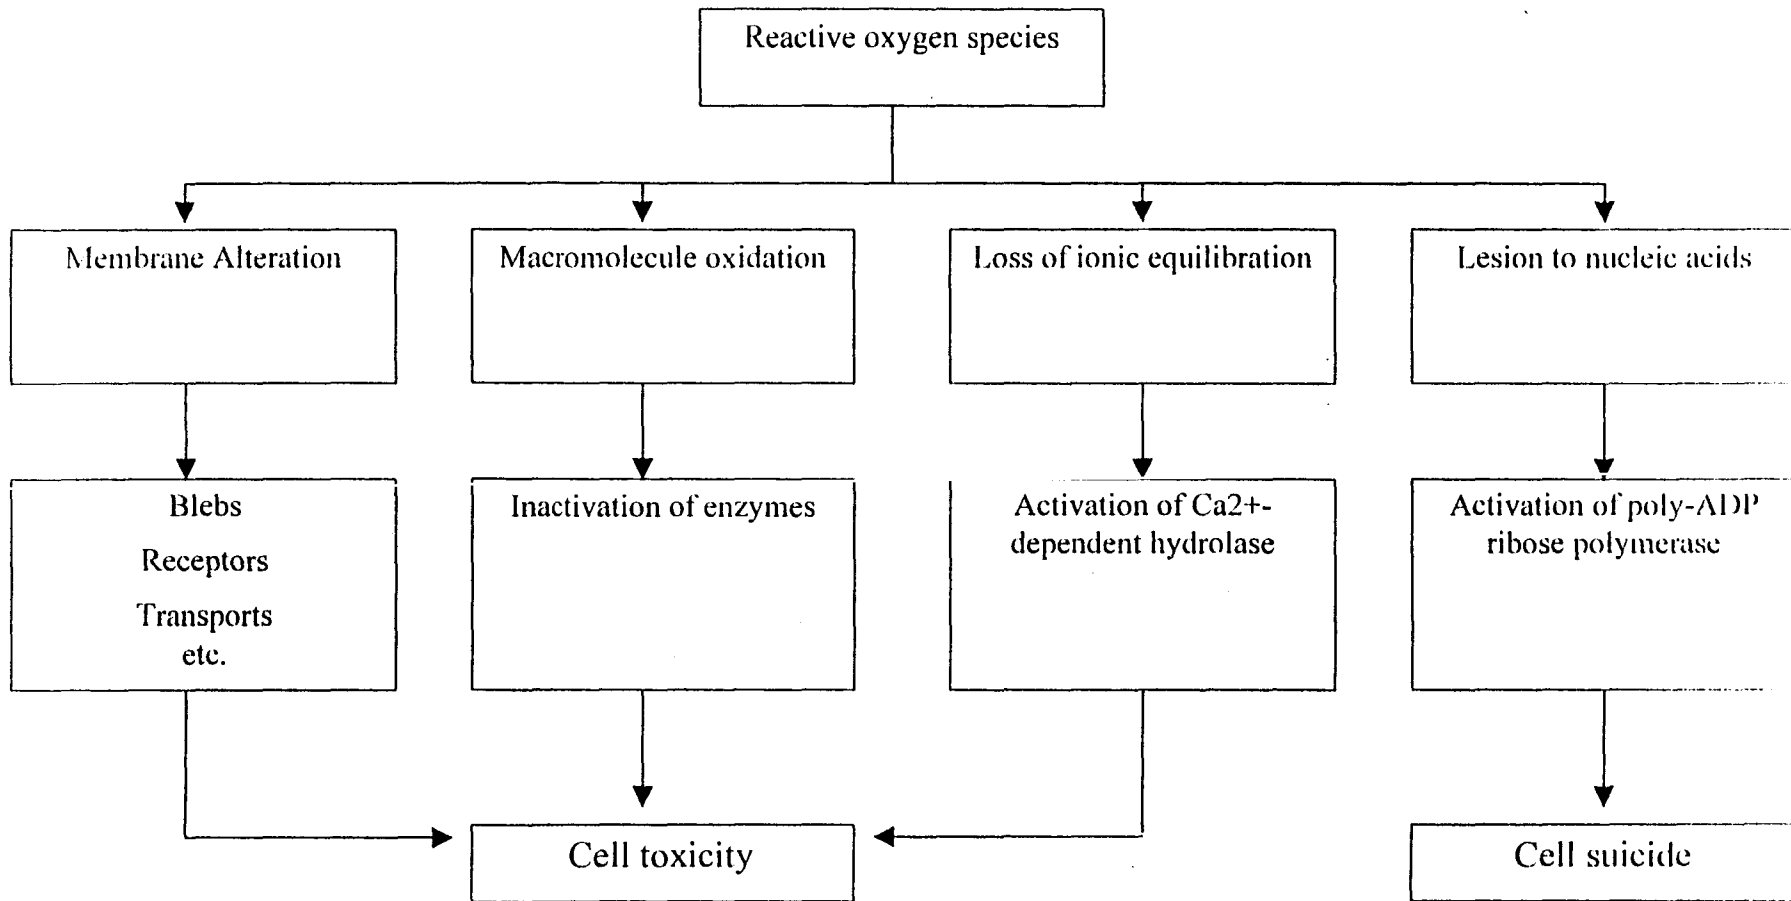 Reactive oxygen species
Membrane Alteration
Macromolecule oxidation
Loss of ionic equilibration
Lesion to nucleic acids
Blebs
Receptors
Transports
etc.
Inactivation of enzymes
Activation of Ca2+-
dependent hydrolase
Activation of poly-ADP
ribose polymerase
Cell toxicity
Cell suicide